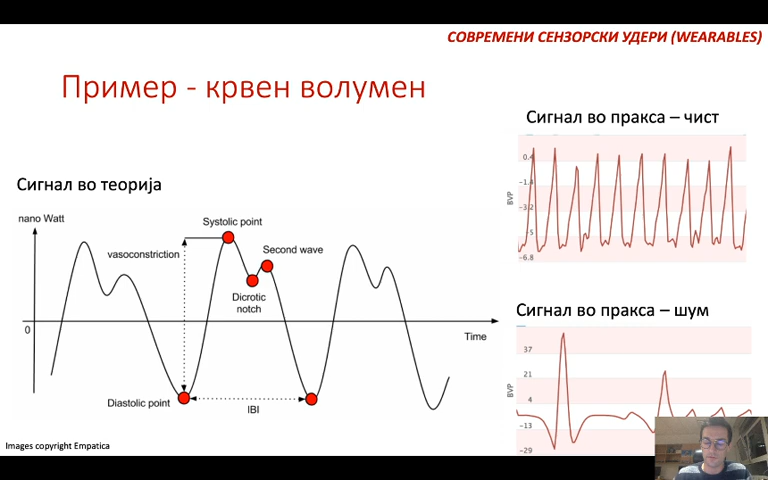 СОВРЕМЕНИ СЕНЗОРСКИ УДЕРИ (WEARABLES)
Пример - крвен волумен
Сигнал во пракса – чист
Сигнал во теорија
nano Watt
Systolic point
vasoconstriction
Second wave
Dicrotic
notch
0
Time
Diastolic point
IBI
BVP
0.4
-1.4
-3.2
-5
-6.8
Сигнал во пракса – шум
BVP
37
21
4
-13
-29
Images copyright Empatica